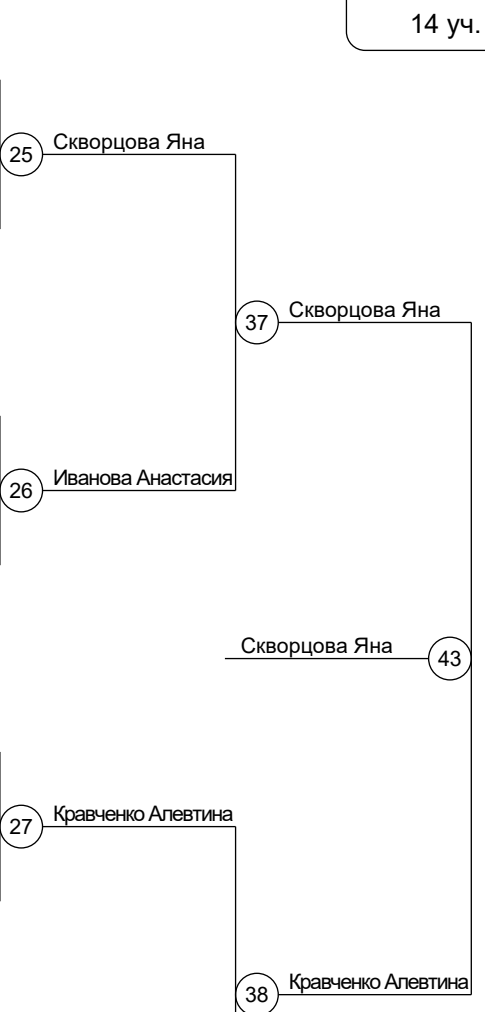 14 уч.
25 Скворцова Яна
37 Скворцова Яна
26 Иванова Анастасия
Скворцова Яна 43
27 Кравченко Алевтина
38 Кравченко Алевтина